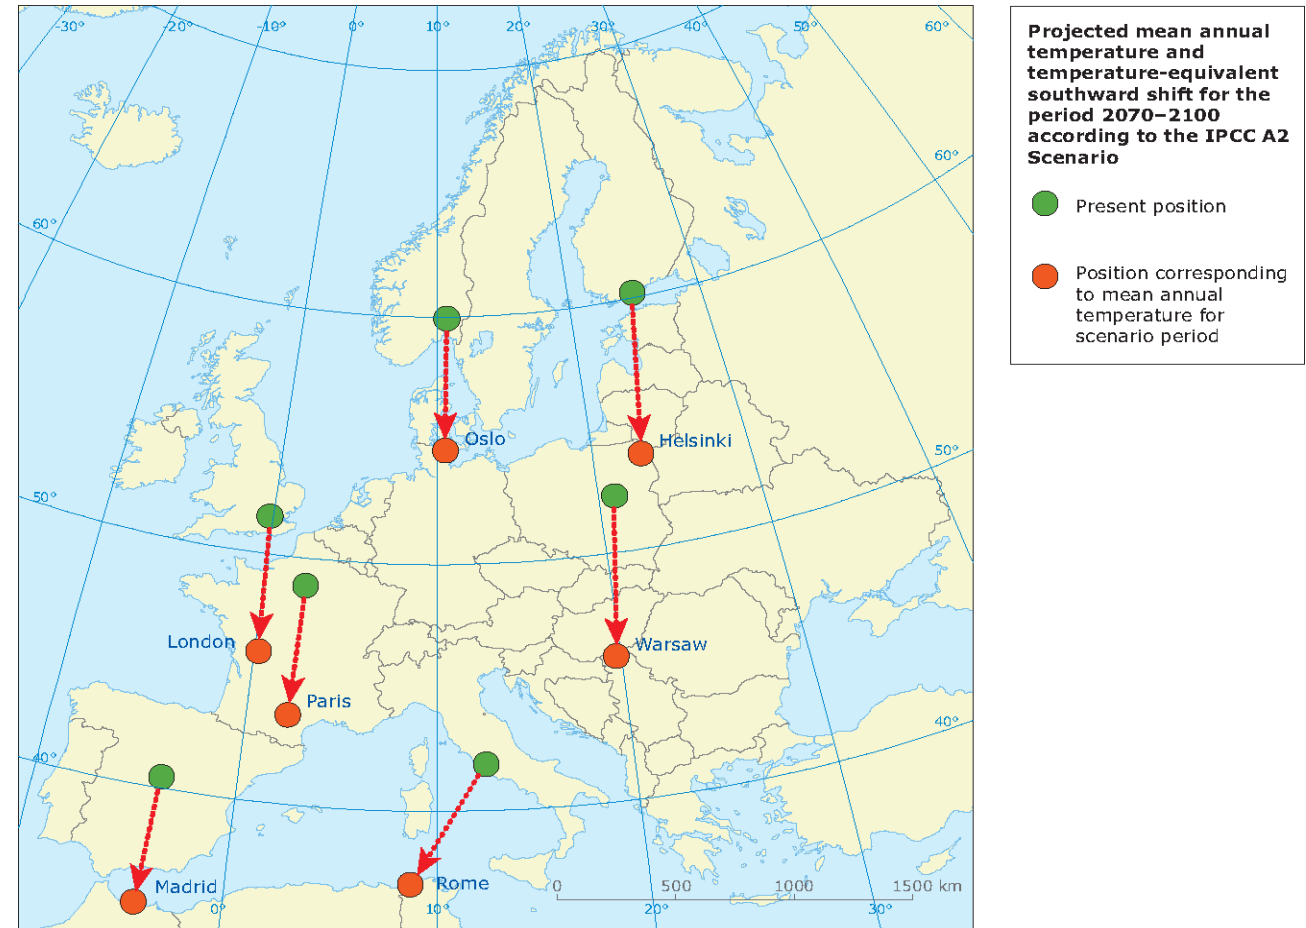 -30°
-20°
-10°
0°
10°
20°
30°
40°
50°
60°
Projected mean annual
temperature and
temperature-equivalent
southward shift for the
period 2070–2100
according to the IPCC A2
Scenario
Present position
Position corresponding
to mean annual
temperature for
scenario period
60°
60°
50°
50°
40°
40°
Oslo
Helsinki
London
Warsaw
Paris
Madrid
Rome
0
500
1000
1500 km
0°
10°
20°
30°